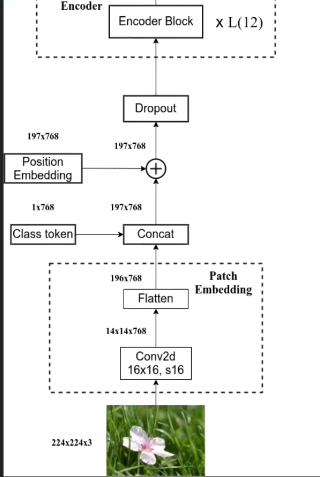 Encoder
Encoder Block
x L(12)
Dropout
197x768
197x768
Position
Embedding
1x768
197x768
Class token
Concat
196x768
Patch
Embedding
Flatten
14x14x768
Conv2d
16x16, s16
224x224x3